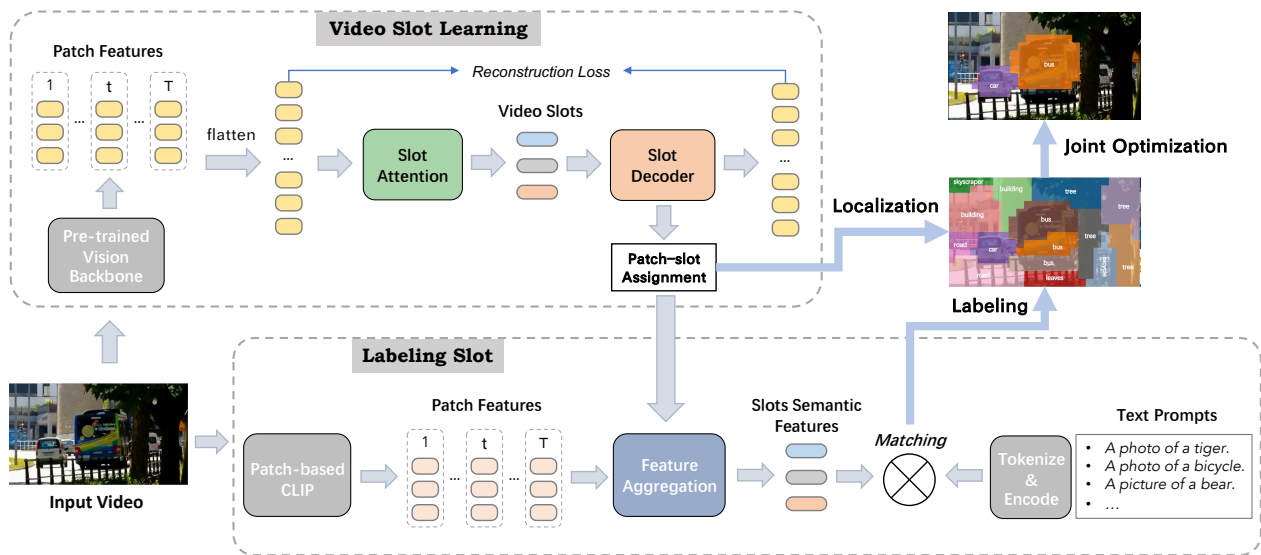 Video Slot Learning
Patch Features
1
t
T
...
...
flatten
...
Reconstruction Loss
Slot
Attention
Video Slots
Slot
Decoder
...
Pre-trained
Vision
Backbone
Patch-slot
Assignment
Localization
Labeling
Joint Optimization
bus
car
skyscraper
building
tree
building
tree
bus
tree
road
car
bus
bus
tree
road
leaves
bicycle
Input Video
Labeling Slot
Patch-based
CLIP
Patch Features
1
t
T
...
...
Feature
Aggregation
Slots Semantic
Features
Matching
Tokenize
&
Encode
Text Prompts
• A photo of a tiger.
• A photo of a bicycle.
• A picture of a bear.
• ...